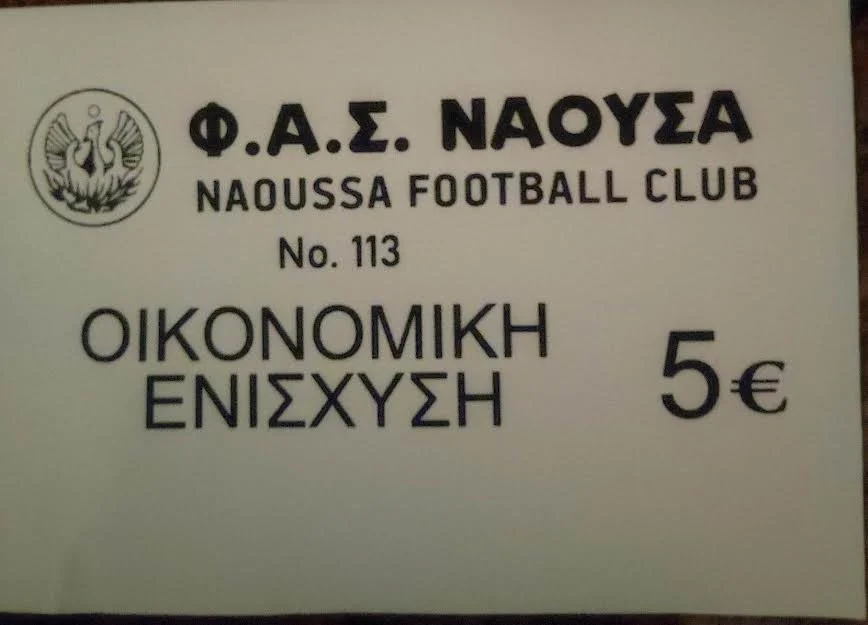 Φ.Α.Σ. ΝΑΟΥΣΑ
NAOUSSA FOOTBALL CLUB
No. 113
ΟΙΚΟΝΟΜΙΚΗ
ΕΝΙΣΧΥΣΗ
5€